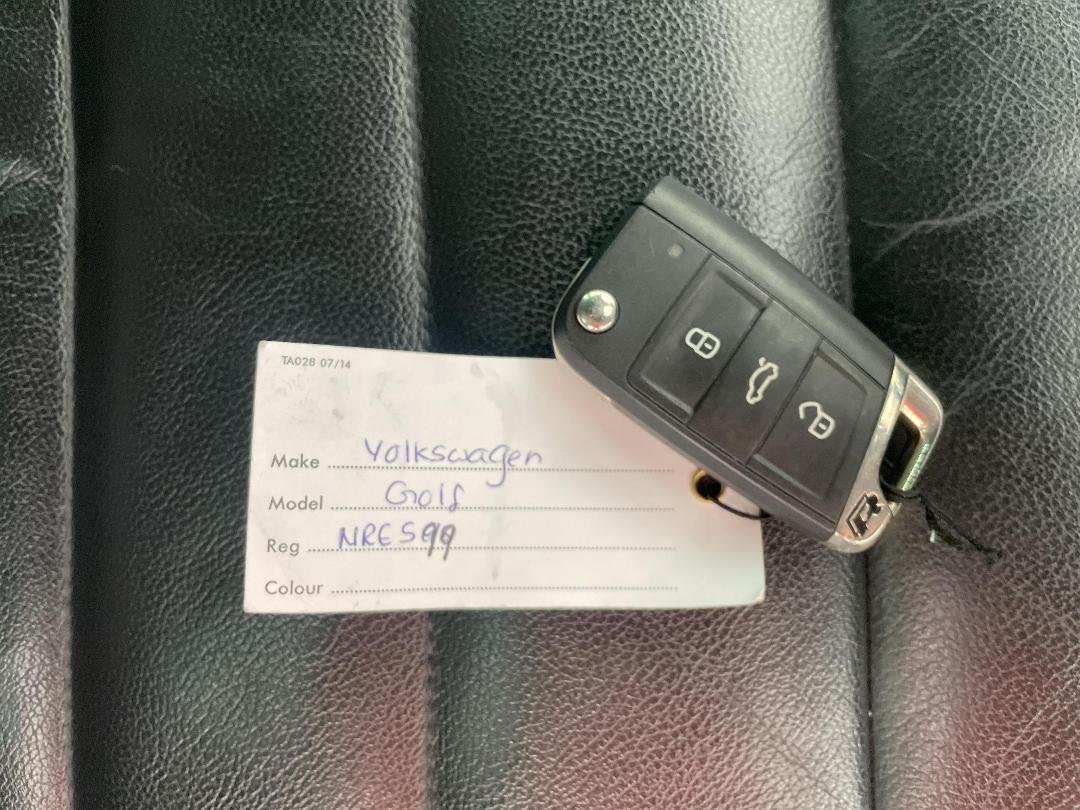 TA028 07/14
Make Volkswagen
Model Golf
Reg NRE599
Colour
R